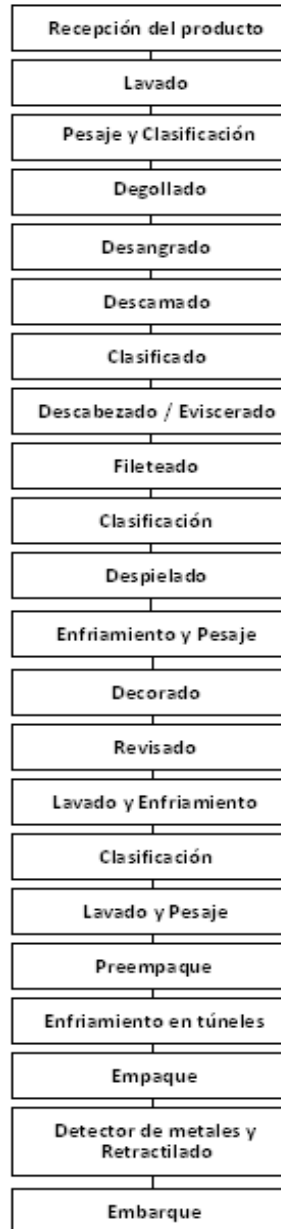 Recepción del producto
Lavado
Pesaje y Clasificación
Degollado
Desangrado
Descamado
Clasificado
Descabezado / Eviscerado
Fileteado
Clasificación
Despielado
Enfriamiento y Pesaje
Decorado
Revisado
Lavado y Enfriamiento
Clasificación
Lavado y Pesaje
Preempaque
Enfriamiento en túneles
Empaque
Detector de metales y
Retractilado
Embarque